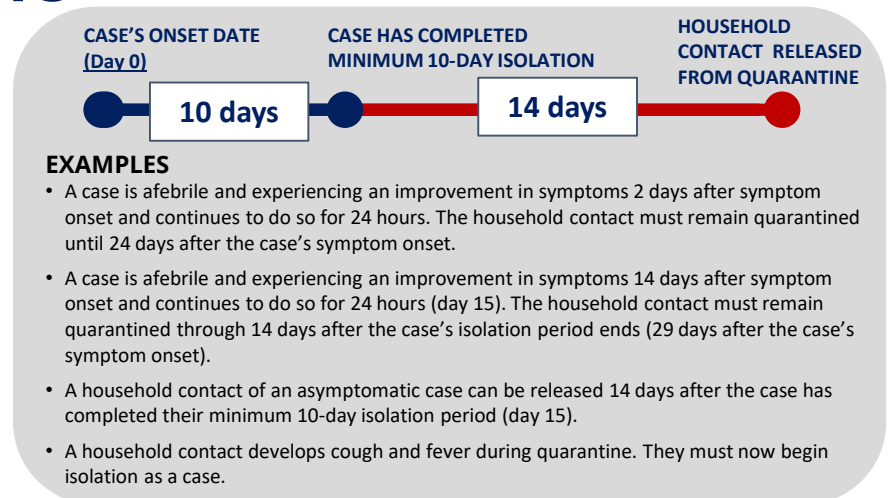 CASE'S ONSET DATE
(Day 0)
CASE HAS COMPLETED
MINIMUM 10-DAY ISOLATION
HOUSEHOLD
CONTACT RELEASED
FROM QUARANTINE
10 days
14 days
EXAMPLES
• A case is afebrile and experiencing an improvement in symptoms 2 days after symptom
onset and continues to do so for 24 hours. The household contact must remain quarantined
until 24 days after the case's symptom onset.
• A case is afebrile and experiencing an improvement in symptoms 14 days after symptom
onset and continues to do so for 24 hours (day 15). The household contact must remain
quarantined through 14 days after the case's isolation period ends (29 days after the case's
symptom onset).
• A household contact of an asymptomatic case can be released 14 days after the case has
completed their minimum 10-day isolation period (day 15).
• A household contact develops cough and fever during quarantine. They must now begin
isolation as a case.